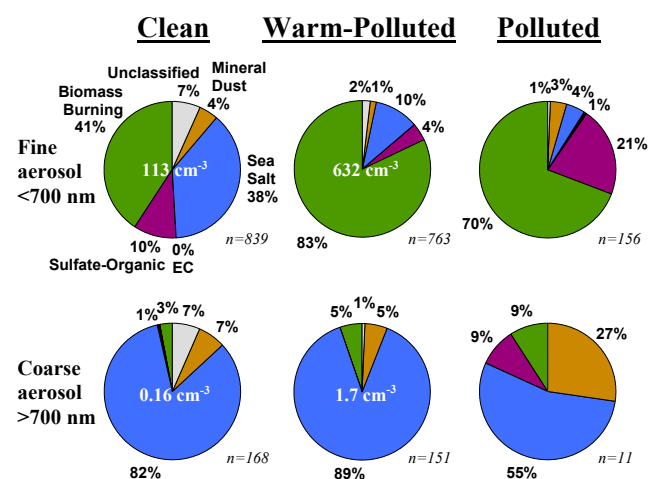 Clean Warm-Polluted Polluted
Unclassified
7%
Mineral
Dust
4%
Biomass
Burning
41%
Fine
aerosol
<700 nm
113 cm-3
Sea
Salt
38%
10%
Sulfate-Organic
0%
EC
n=839
2% 1%
10%
4%
632 cm-3
83%
n=763
1% 3% 4%
1%
21%
70%
n=156
Coarse
aerosol
>700 nm
1% 3% 7%
7%
0.16 cm-3
82%
n=168
5% 1% 5%
1.7 cm-3
89%
n=151
9%
9%
27%
55%
n=11